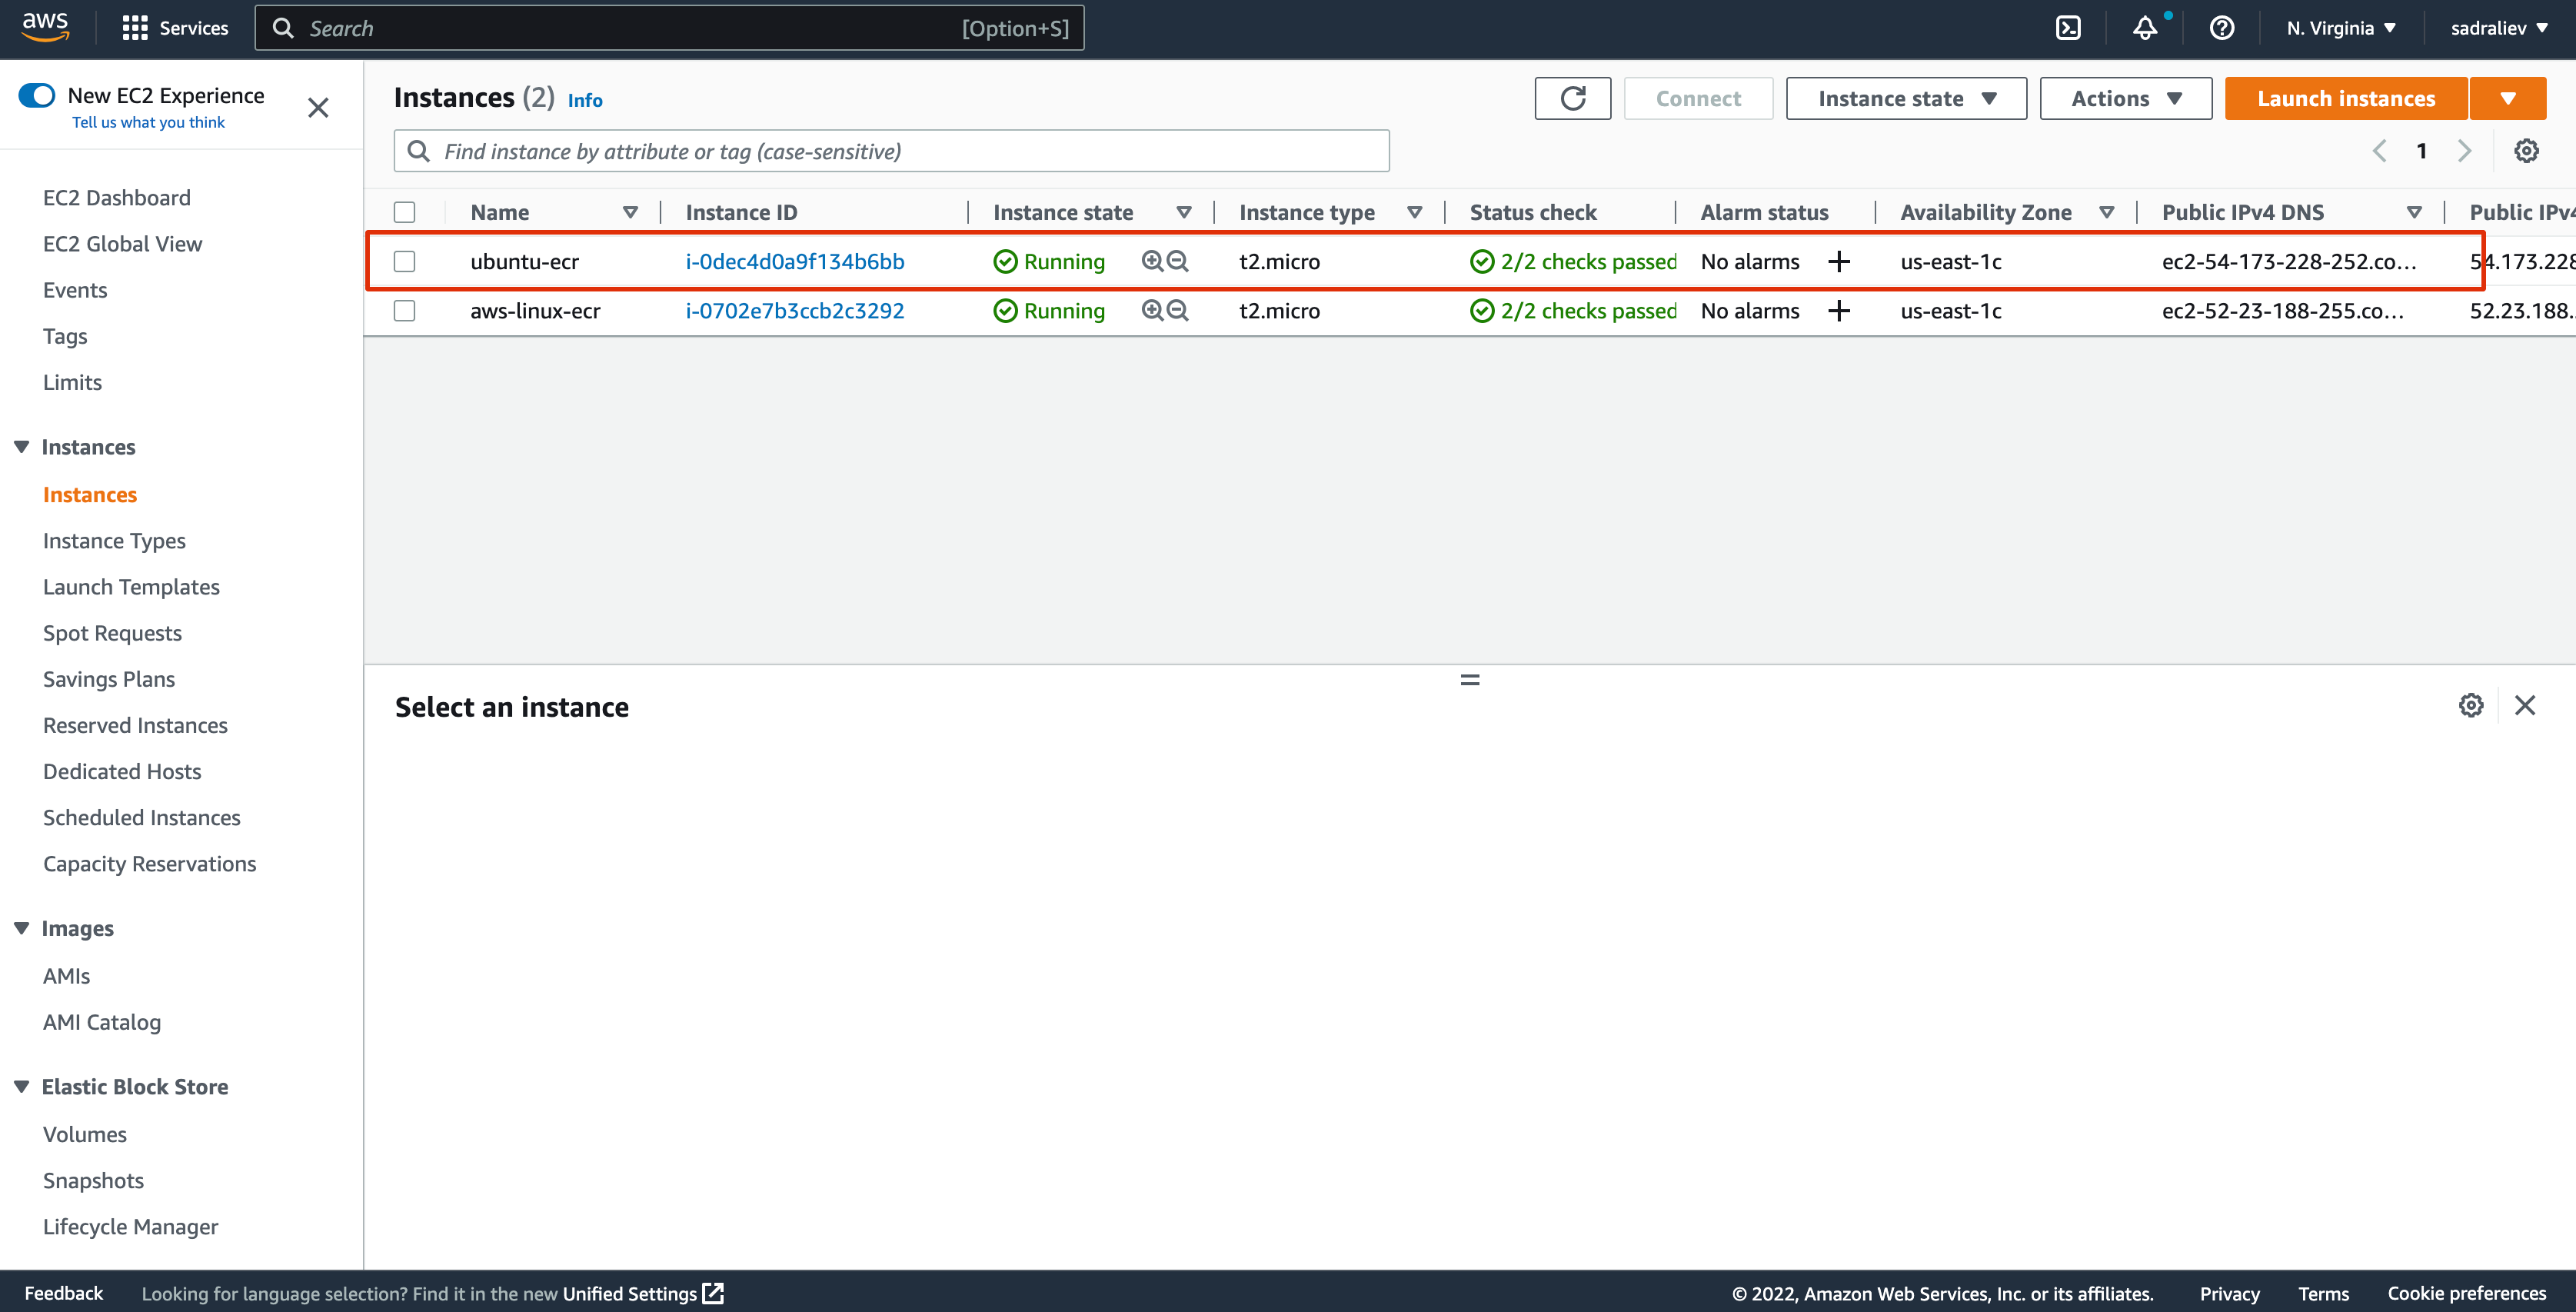 aws Services Search [Option+S] N. Virginia sadraliev
New EC2 Experience
Tell us what you think
EC2 Dashboard
EC2 Global View
Events
Tags
Limits
Instances
Instances
Instance Types
Launch Templates
Spot Requests
Savings Plans
Reserved Instances
Dedicated Hosts
Scheduled Instances
Capacity Reservations
Images
AMIs
AMI Catalog
Elastic Block Store
Volumes
Snapshots
Lifecycle Manager
Instances (2) Info Connect Instance state Actions Launch instances
Find instance by attribute or tag (case-sensitive) 1
Name Instance ID Instance state Instance type Status check Alarm status Availability Zone Public IPv4 DNS Public IPv4
ubuntu-ecr i-0dec4d0a9f134b6bb Running t2.micro 2/2 checks passed No alarms + us-east-1c ec2-54-173-228-252.co... 54.173.228
aws-linux-ecr i-0702e7b3ccb2c3292 Running t2.micro 2/2 checks passed No alarms + us-east-1c ec2-52-23-188-255.co... 52.23.188.
Select an instance
Feedback Looking for language selection? Find it in the new Unified Settings © 2022, Amazon Web Services, Inc. or its affiliates. Privacy Terms Cookie preferences